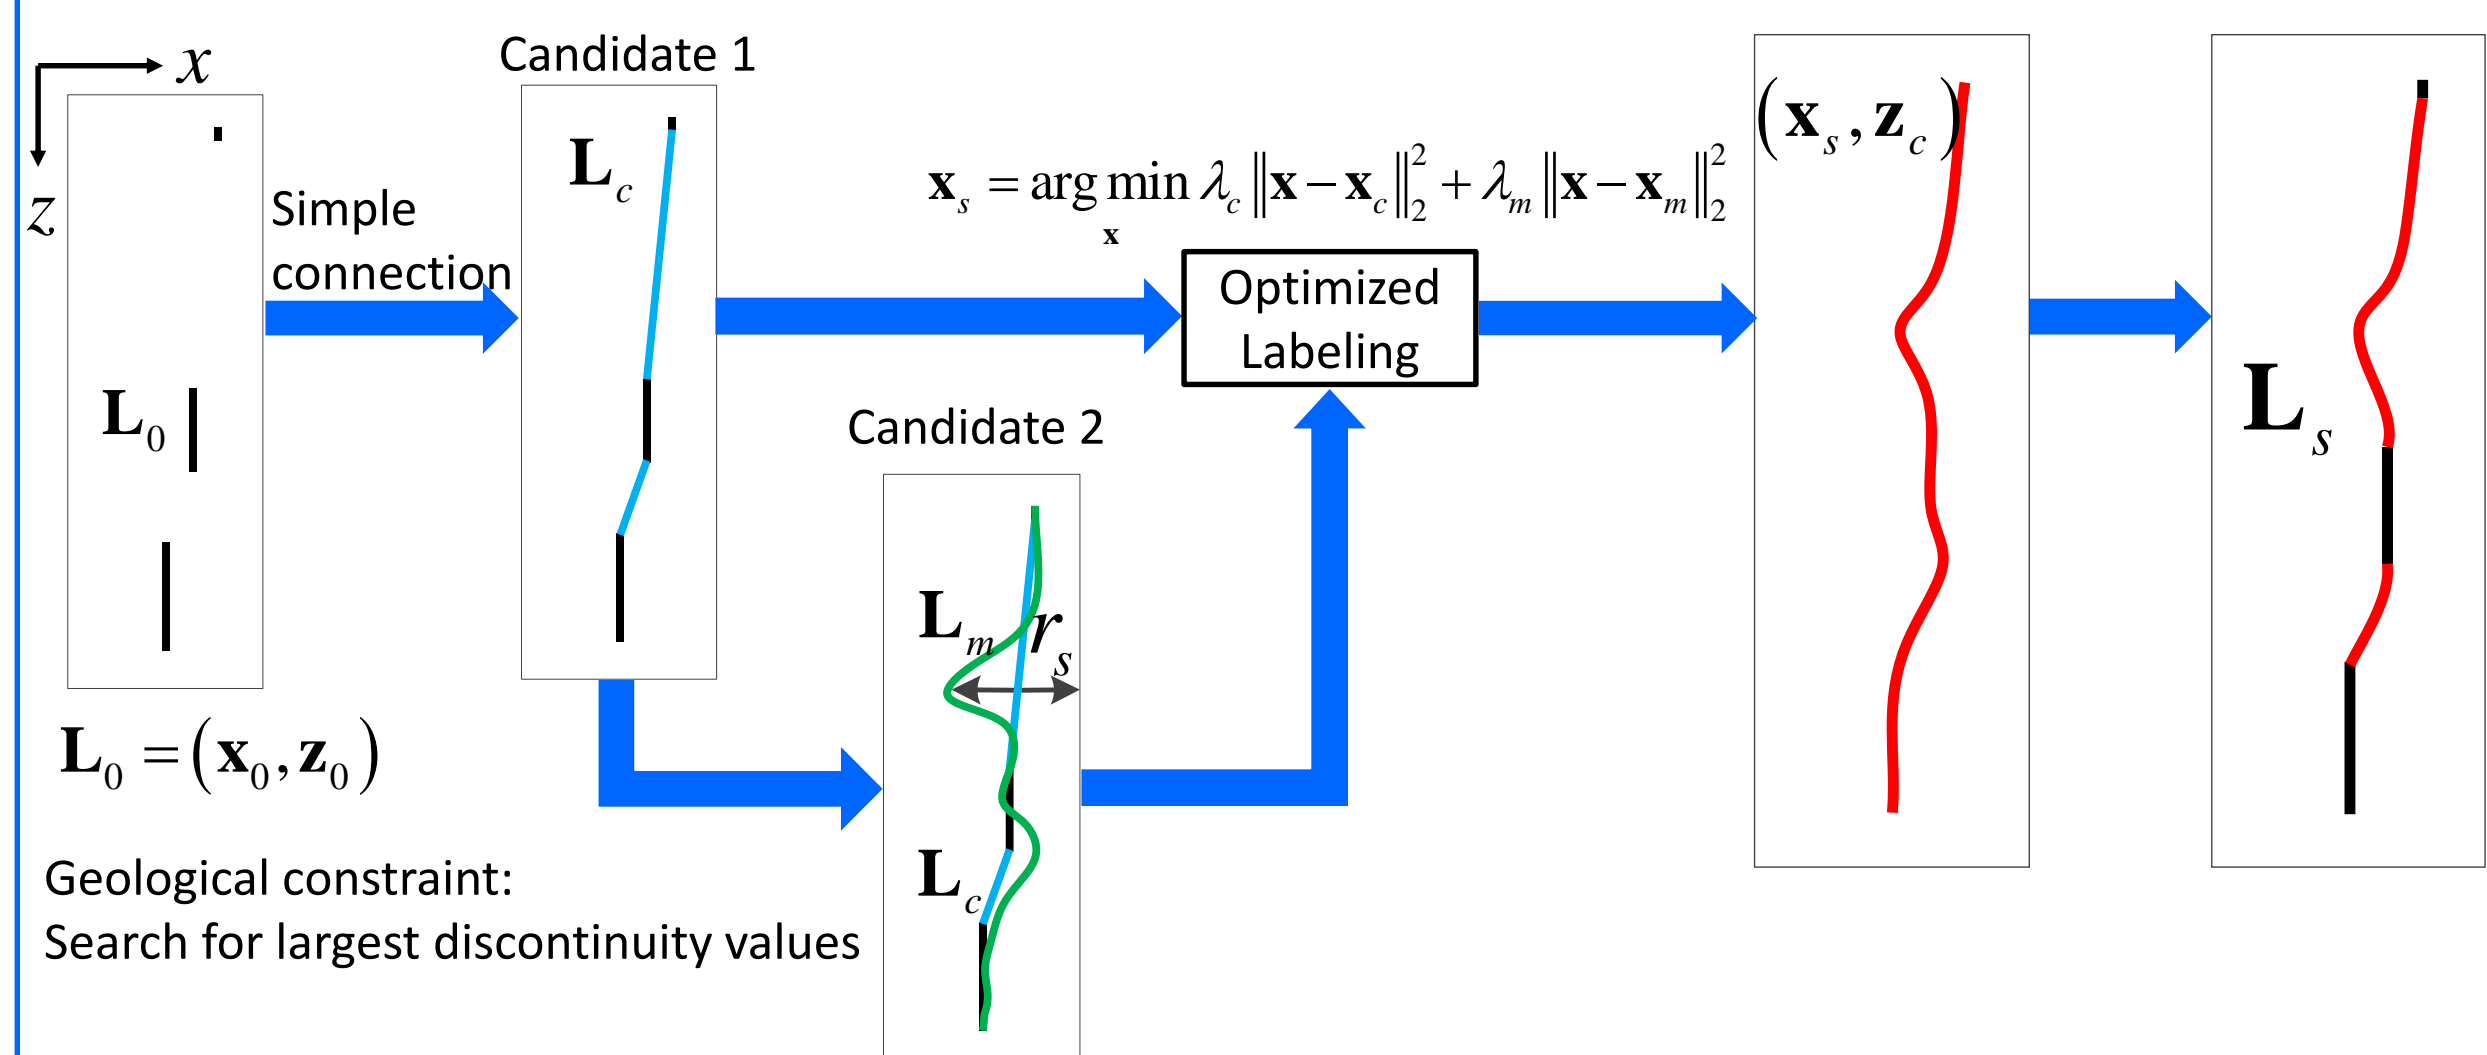 x
z
Simple
connection
L_0
L_0 = (x_0, z_0)
Geological constraint:
Search for largest discontinuity values
Candidate 1
L_c
Candidate 2
L_m
r_s
L_c
x_s = arg min λ_c ‖x − x_c‖_2^2 + λ_m ‖x − x_m‖_2^2
x
Optimized
Labeling
(x_s, z_c)
L_s